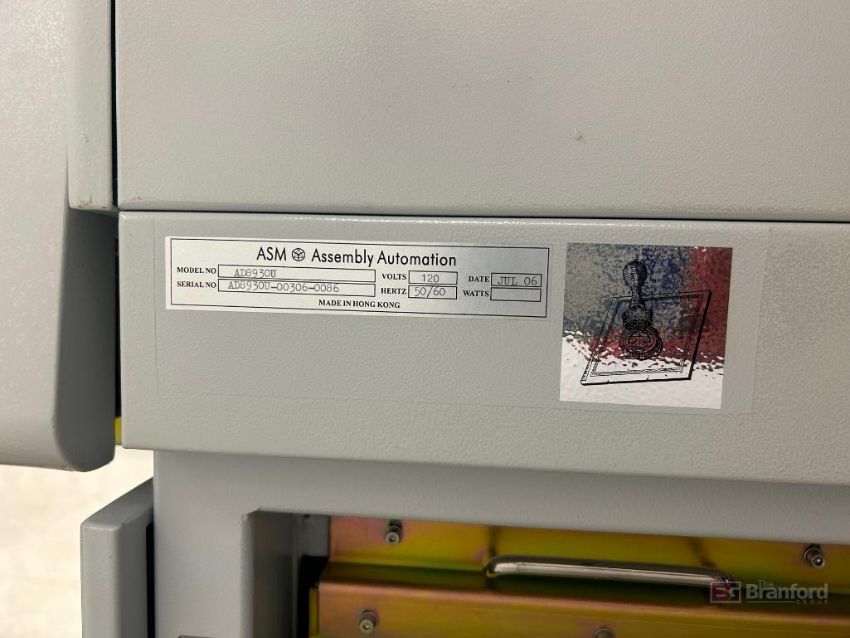 ASM Assembly Automation
MODEL NO AD8930U VOLTS 120 DATE JUL 06
SERIAL NO AD8930U-00306-0086 HERTZ 50/60 WATTS
MADE IN HONG KONG
The
Branford
GROUP